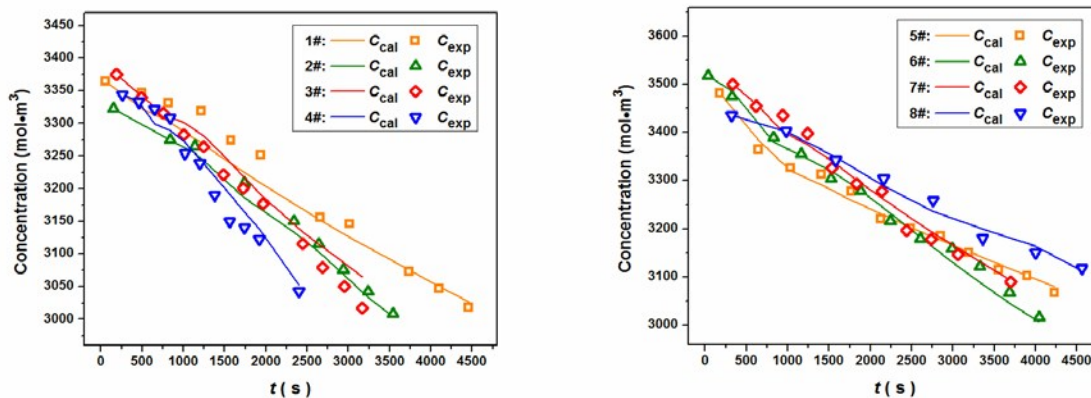 3450
3400
3350
3300
3250
3200
3150
3100
3050
3000
Concentration (mol•m³)
1#: Ccal Cexp
2#: Ccal Cexp
3#: Ccal Cexp
4#: Ccal Cexp
0 500 1000 1500 2000 2500 3000 3500 4000 4500
t ( s )
3600
3500
3400
3300
3200
3100
3000
Concentration (mol•m³)
5#: Ccal Cexp
6#: Ccal Cexp
7#: Ccal Cexp
8#: Ccal Cexp
0 500 1000 1500 2000 2500 3000 3500 4000 4500
t ( s )